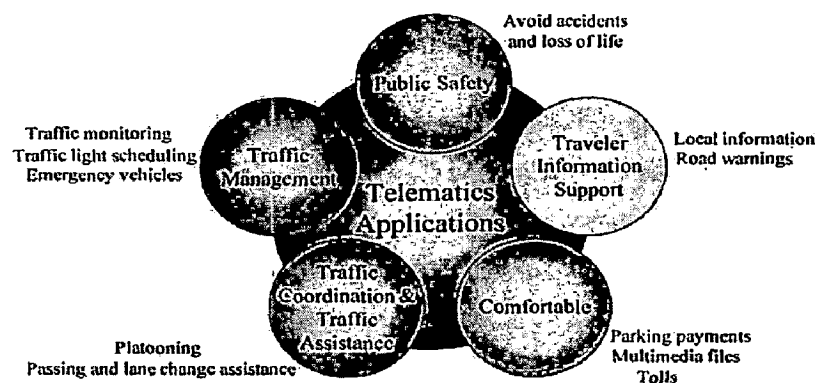 Avoid accidents
and loss of life
Public Safety
Traffic monitoring
Traffic light scheduling
Emergency vehicles
Traffic
Management
Traveler
Information
Support
Local information
Road warnings
Telematics
Applications
Traffic
Coordination &
Traffic
Assistance
Comfortable
Platooning
Passing and lane change assistance
Parking payments
Multimedia files
Tolls